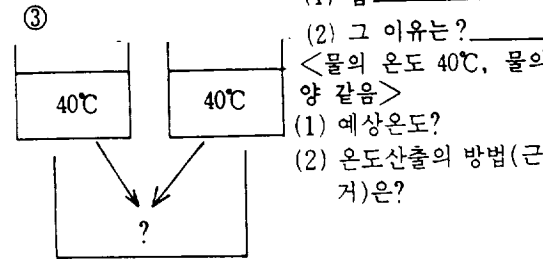 ③
(2) 그 이유는?
<물의 온도 40℃, 물의
양 같음>
40℃
40℃
(1) 예상온도?
(2) 온도산출의 방법(근
거)은?
?